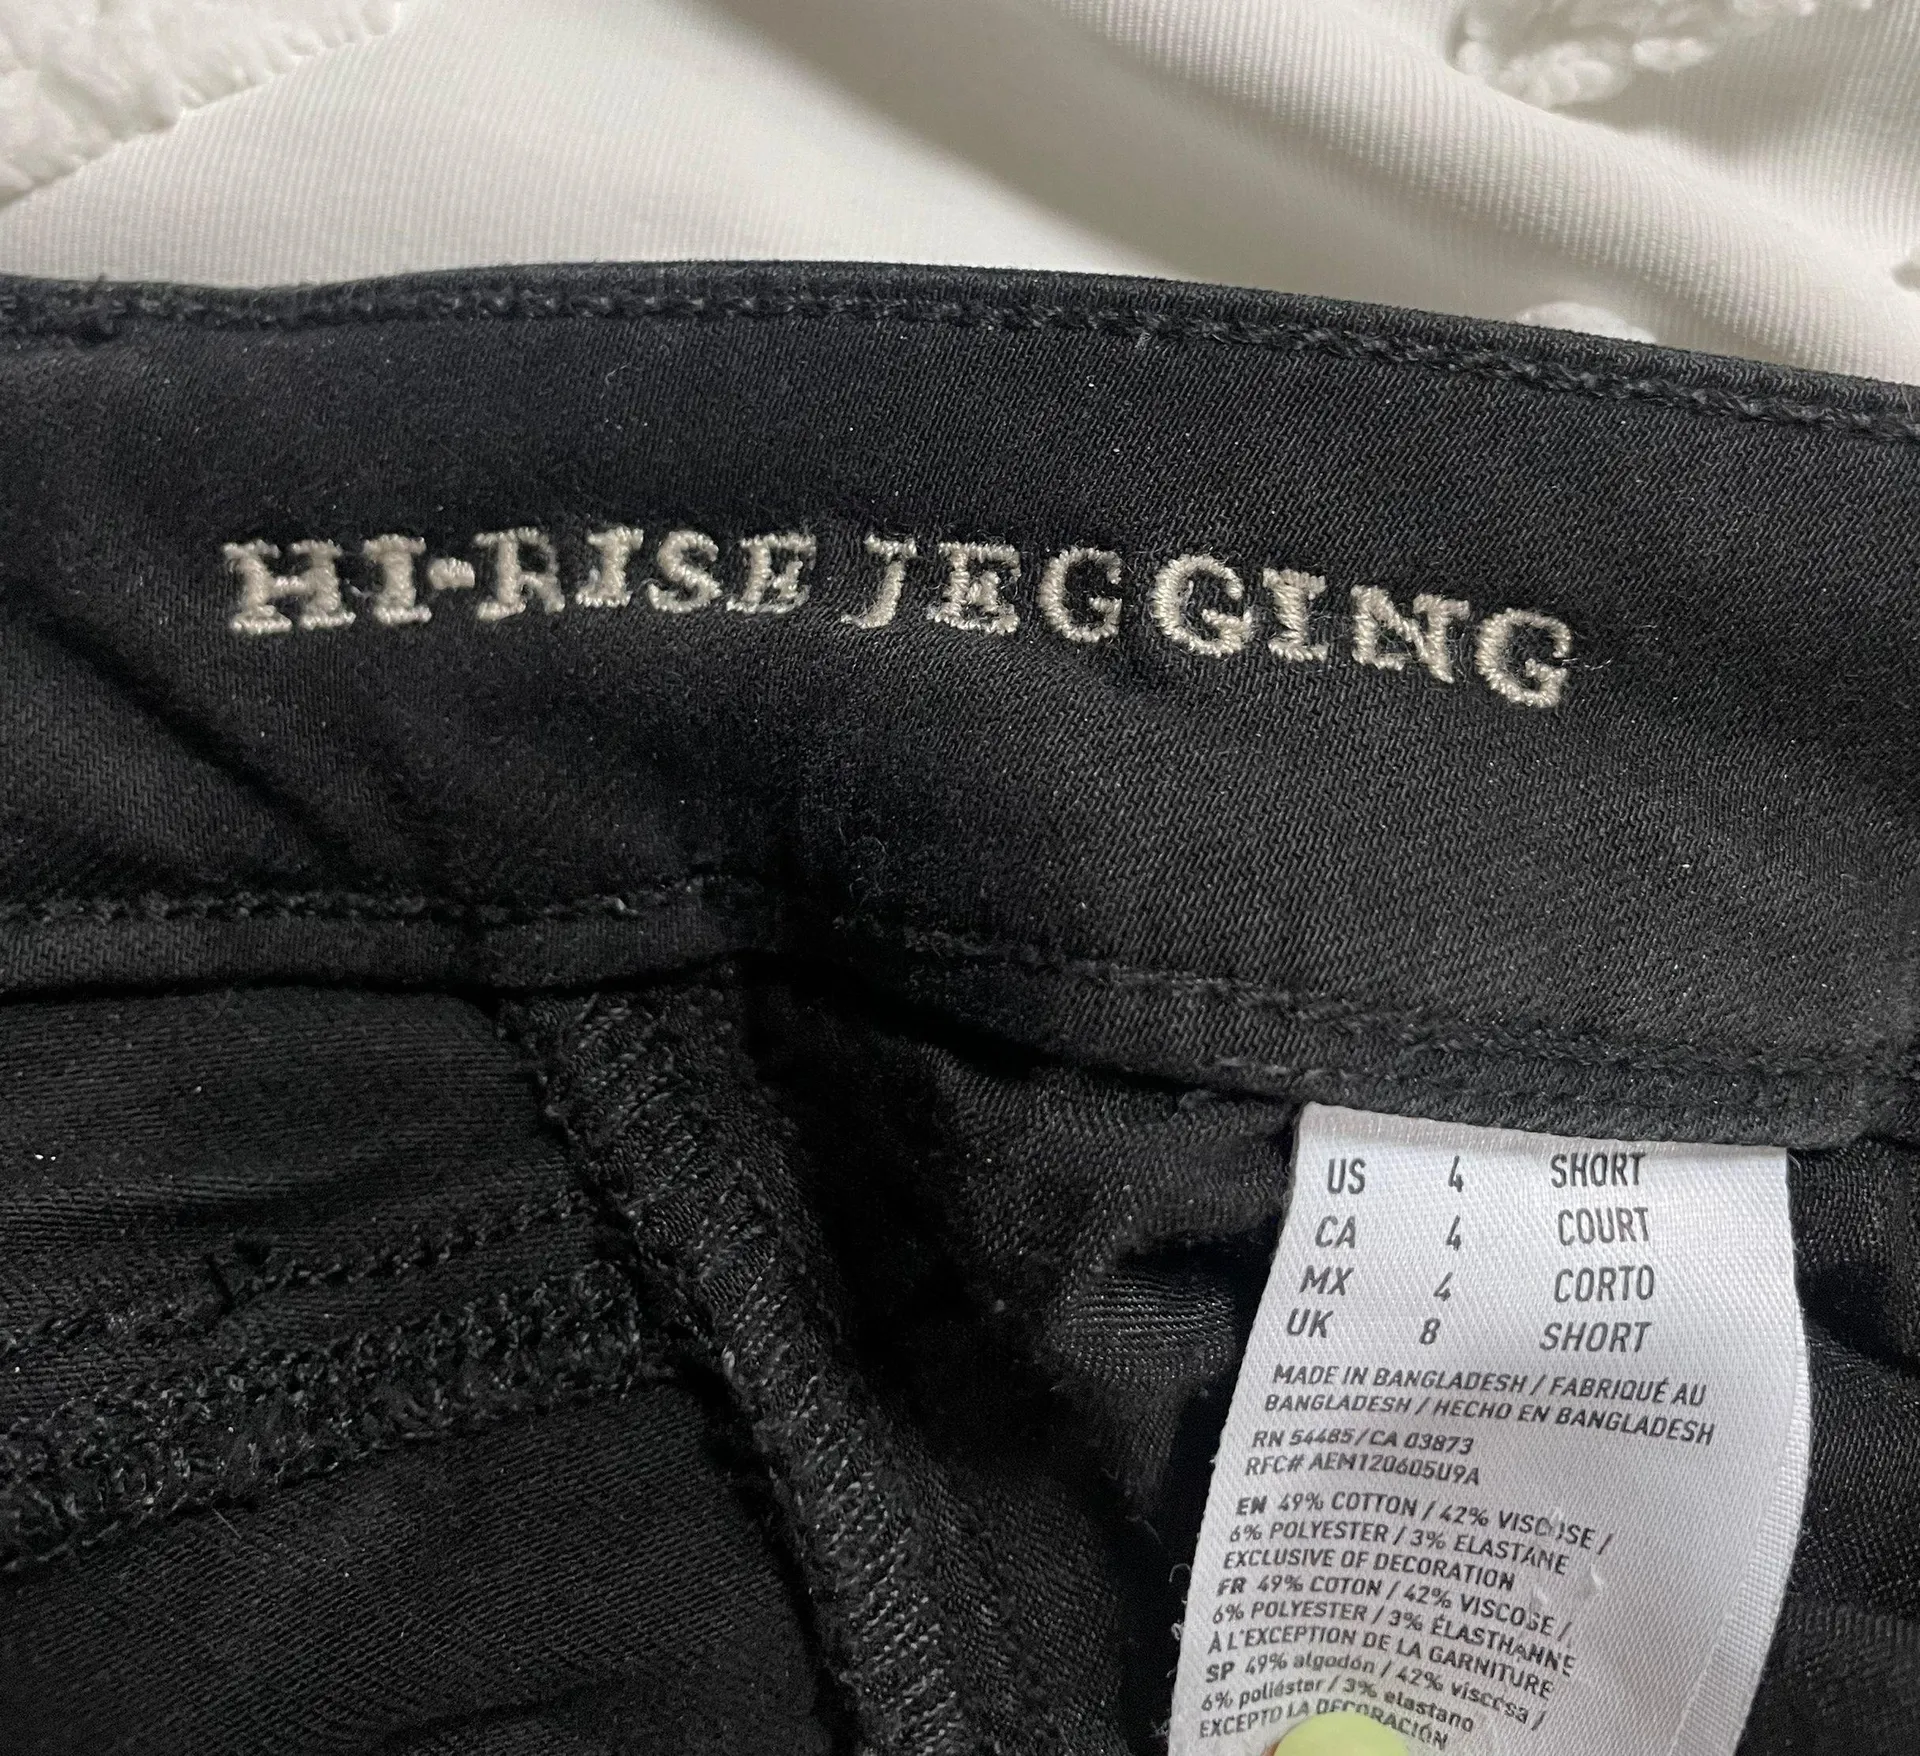 HI-RISE JEGGING
US 4 SHORT
CA 4 COURT
MX 4 CORTO
UK 8 SHORT
MADE IN BANGLADESH / FABRIQUÉ AU
BANGLADESH / HECHO EN BANGLADESH
RN 54485/CA 03873
RFC# AEM120605U9A
EN 49% COTTON / 42% VISCOSE /
6% POLYESTER / 3% ELASTANE
EXCLUSIVE OF DECORATION
FR 49% COTON / 42% VISCOSE /
6% POLYESTER / 3% ÉLASTHANNE
À L'EXCEPTION DE LA GARNITURE
SP 49% algodón / 42% viscosa /
6% poliéster / 3% elastano
EXCEPTO LA DECORACIÓN